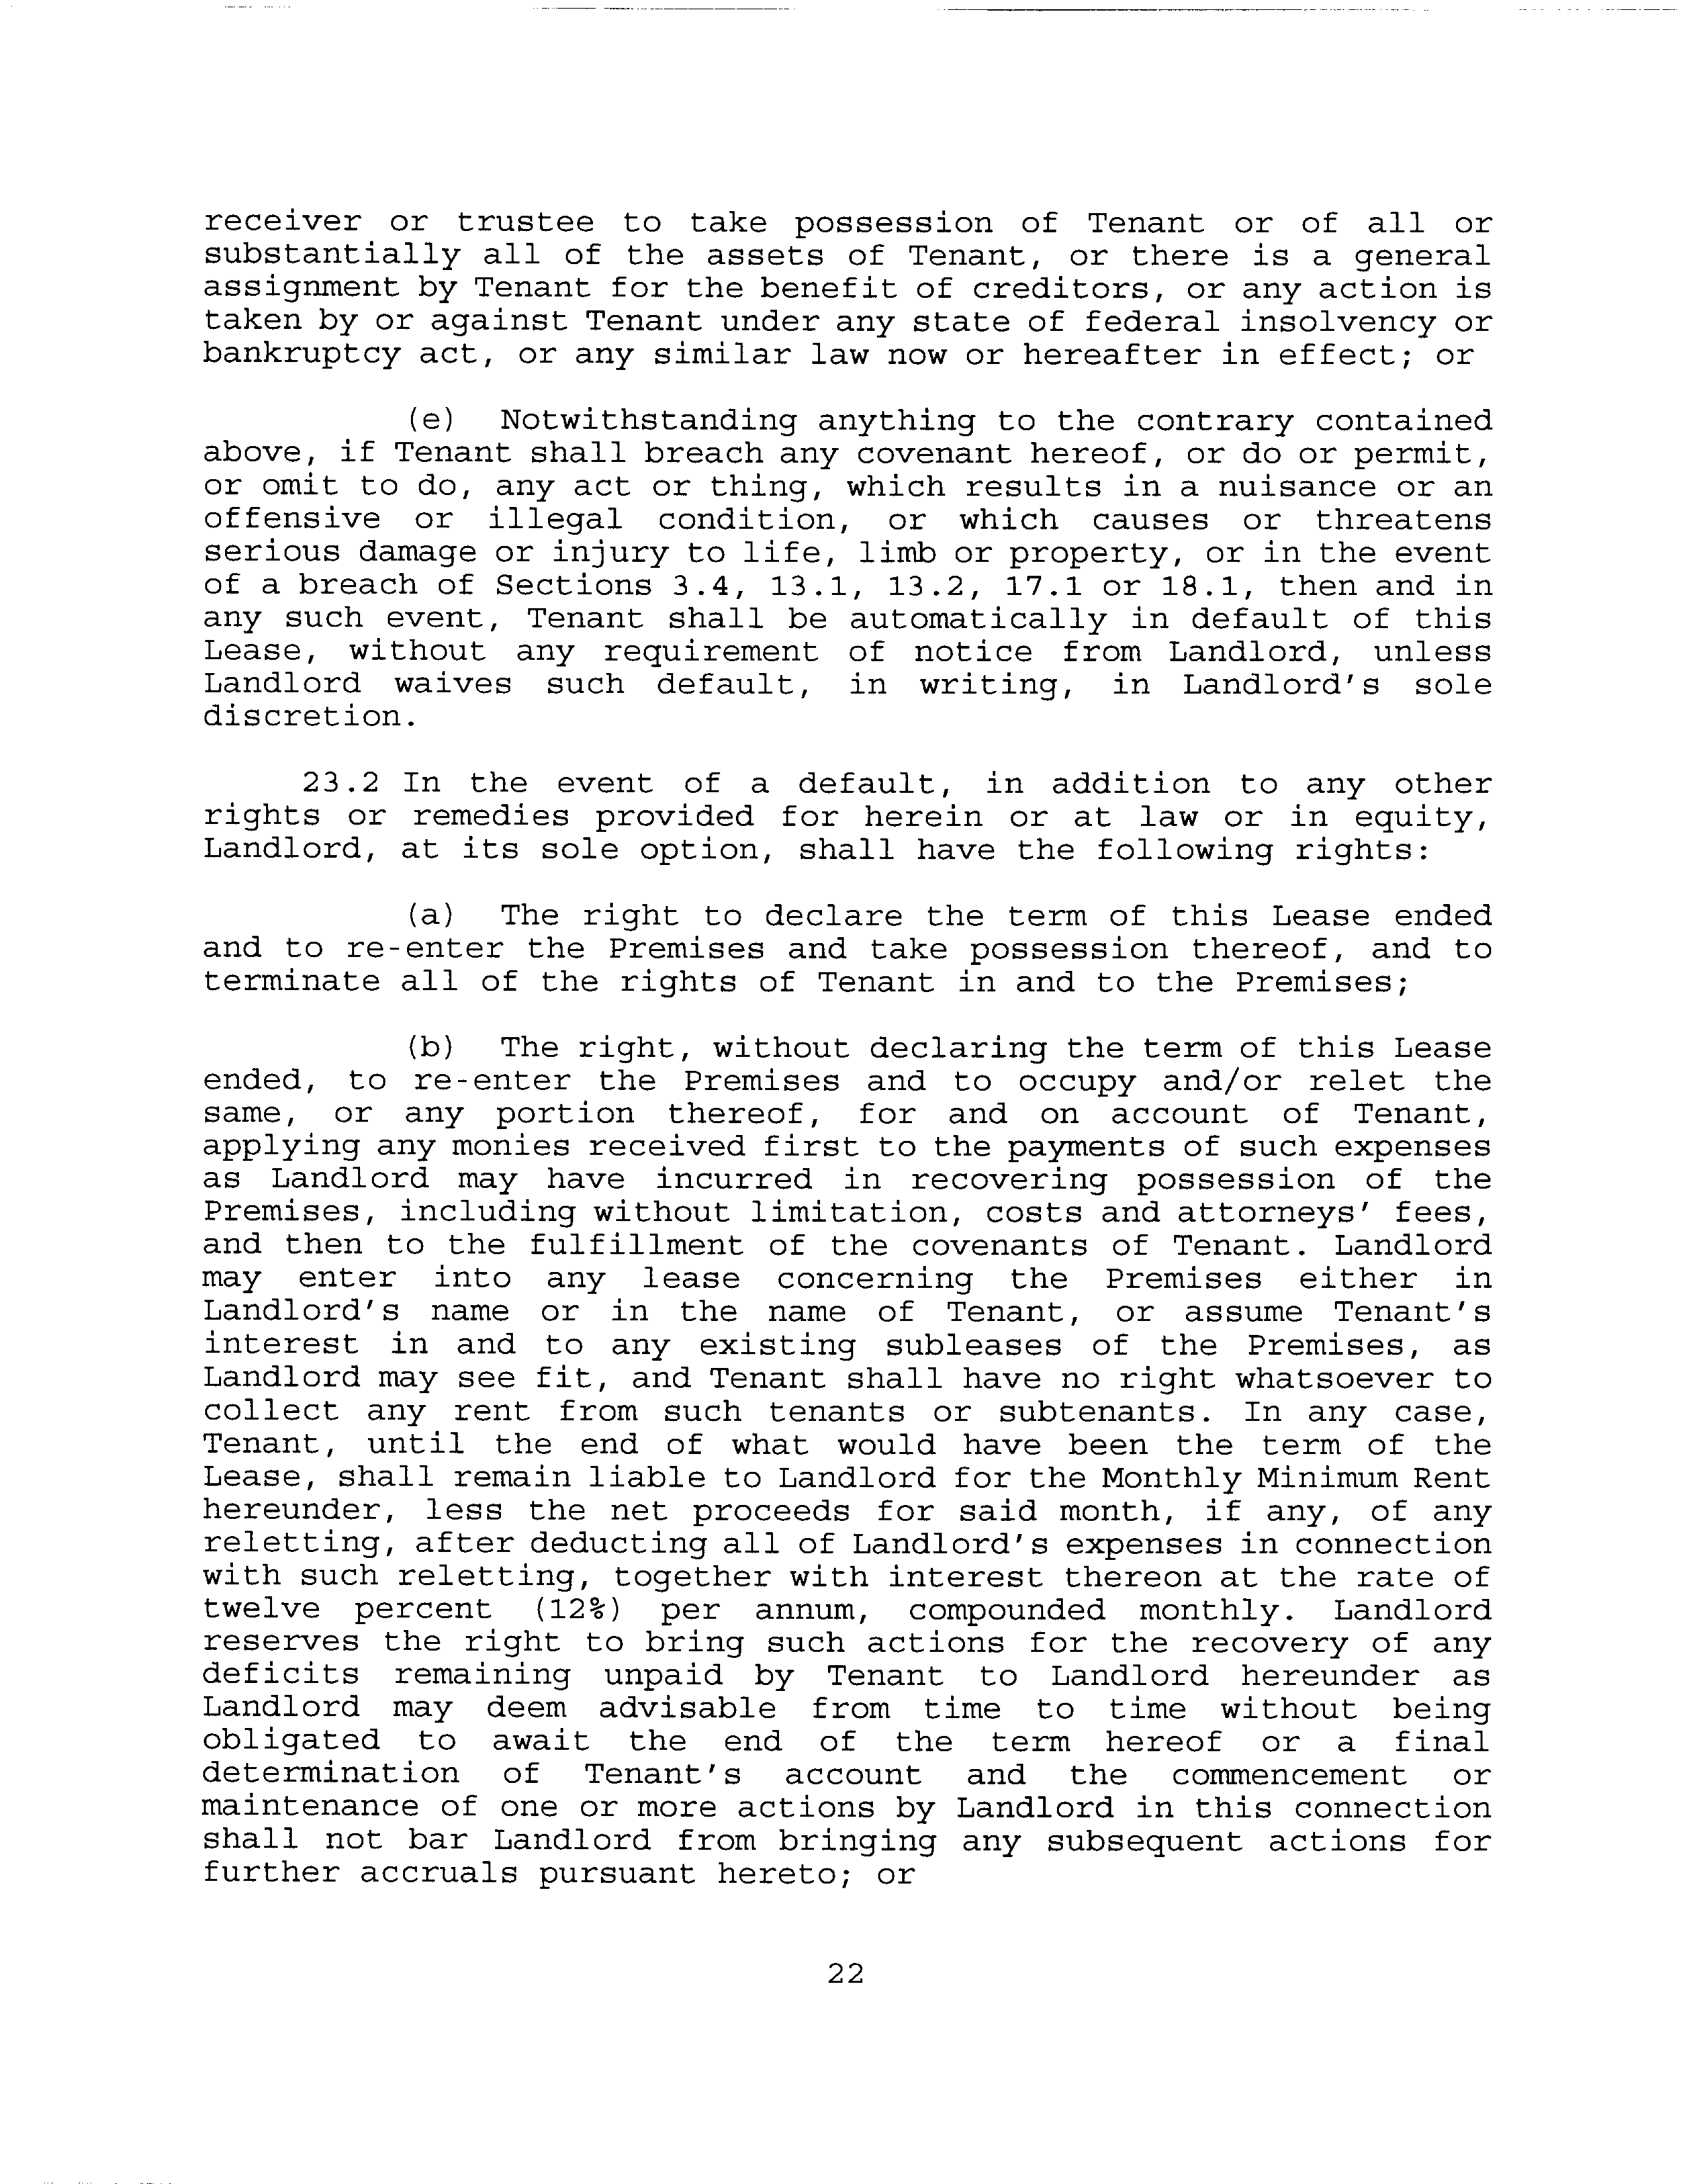 receiver or trustee to take possession of Tenant or of all or
substantially all of the assets of Tenant, or there is a general
assignment by Tenant for the benefit of creditors, or any action is
taken by or against Tenant under any state of federal insolvency or
bankruptcy act, or any similar law now or hereafter in effect; or
(e) Notwithstanding anything to the contrary contained
above, if Tenant shall breach any covenant hereof, or do or permit,
or omit to do, any act or thing, which results in a nuisance or an
offensive or illegal condition, or which causes or threatens
serious damage or injury to life, limb or property, or in the event
of a breach of Sections 3.4, 13.1, 13.2, 17.1 or 18.1, then and in
any such event, Tenant shall be automatically in default of this
Lease, without any requirement of notice from Landlord, unless
Landlord waives such default, in writing, in Landlord's sole
discretion.
23.2 In the event of a default, in addition to any other
rights or remedies provided for herein or at law or in equity,
Landlord, at its sole option, shall have the following rights:
(a) The right to declare the term of this Lease ended
and to re-enter the Premises and take possession thereof, and to
terminate all of the rights of Tenant in and to the Premises;
(b) The right, without declaring the term of this Lease
ended, to re-enter the Premises and to occupy and/or relet the
same, or any portion thereof, for and on account of Tenant,
applying any monies received first to the payments of such expenses
as Landlord may have incurred in recovering possession of the
Premises, including without limitation, costs and attorneys' fees,
and then to the fulfillment of the covenants of Tenant. Landlord
may enter into any lease concerning the Premises either in
Landlord's name or in the name of Tenant, or assume Tenant's
interest in and to any existing subleases of the Premises, as
Landlord may see fit, and Tenant shall have no right whatsoever to
collect any rent from such tenants or subtenants. In any case,
Tenant, until the end of what would have been the term of the
Lease, shall remain liable to Landlord for the Monthly Minimum Rent
hereunder, less the net proceeds for said month, if any, of any
reletting, after deducting all of Landlord's expenses in connection
with such reletting, together with interest thereon at the rate of
twelve percent (12%) per annum, compounded monthly. Landlord
reserves the right to bring such actions for the recovery of any
deficits remaining unpaid by Tenant to Landlord hereunder as
Landlord may deem advisable from time to time without being
obligated to await the end of the term hereof or a final
determination of Tenant's account and the commencement or
maintenance of one or more actions by Landlord in this connection
shall not bar Landlord from bringing any subsequent actions for
further accruals pursuant hereto; or
22